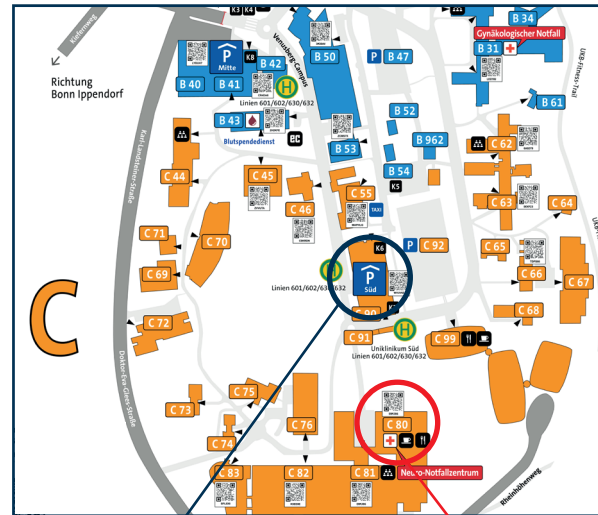 K3
K4
B 34
Gynäkologischer Notfall
B 31
Kiefernweg
Venusberg-Campus
UKB-Fitness-Trail
P
Mitte
K8
B 42
B 50
P
B 47
Richtung
Bonn Ippendorf
B 40
B 41
H
Linien 601/602/630/632
B 61
B 43
Blutspendedienst
EC
B 52
B 53
B 962
C 62
Karl-Landsteiner-Straße
B 54
K5
C 44
C 45
C 46
C 55
TAXI
C 63
C 64
C 71
C 70
K6
P
C 92
C 65
C 69
H
P
Süd
C 66
C 67
Linien 601/602/630/632
C
C 72
C 90
C 91
H
C 99
C 68
Uniklinikum Süd
Linien 601/602/630/632
Doktor-Eva-Glees-Straße
C 75
C 73
C 76
C 80
C 74
C 83
C 82
C 81
Neuro-Notfallzentrum
Rheinhöhenweg